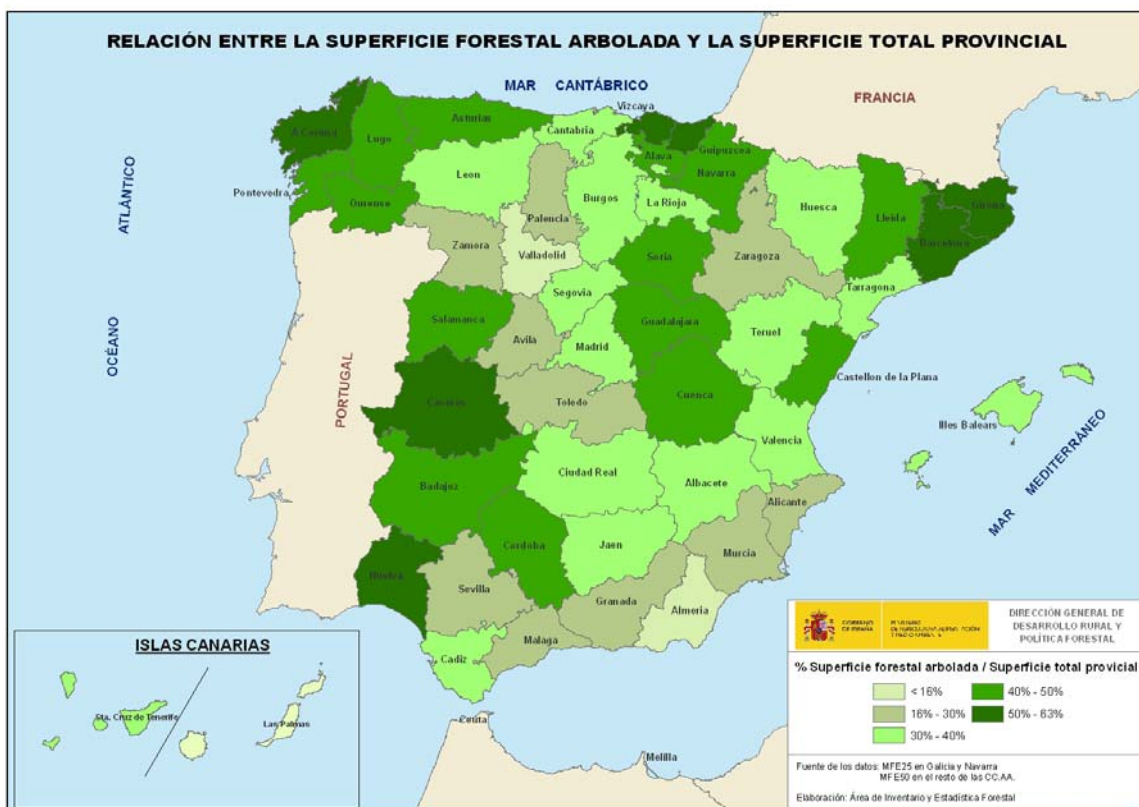 RELACIÓN ENTRE LA SUPERFICIE FORESTAL ARBOLADA Y LA SUPERFICIE TOTAL PROVINCIAL
MAR CANTÁBRICO
FRANCIA
OCÉANO ATLÁNTICO
PORTUGAL
MAR MEDITERRÁNEO
A Coruña
Lugo
Asturias
Cantabria
Vizcaya
Guipuzcoa
Alava
Navarra
Pontevedra
Ourense
Leon
Palencia
Burgos
La Rioja
Huesca
Lleida
Girona
Barcelona
Zamora
Valladolid
Soria
Zaragoza
Tarragona
Segovia
Salamanca
Avila
Madrid
Guadalajara
Teruel
Castellon de la Plana
Caceres
Toledo
Cuenca
Valencia
Illes Balears
Badajoz
Ciudad Real
Albacete
Alicante
Huelva
Sevilla
Cordoba
Jaen
Murcia
Granada
Almeria
Malaga
Cadiz
Ceuta
Melilla
ISLAS CANARIAS
Sta. Cruz de Tenerife
Las Palmas
GOBIERNO
DE ESPAÑA
MINISTERIO
Y MEDIO
DIRECCIÓN GENERAL DE
DESARROLLO RURAL Y
POLÍTICA FORESTAL
% Superficie forestal arbolada / Superficie total provicial
< 16%
16% - 30%
30% - 40%
40% - 50%
50% - 63%
Fuente de los datos: MFE25 en Galicia y Navarra
MFE50 en el resto de las CC.AA.
Elaboración: Área de Inventario y Estadística Forestal